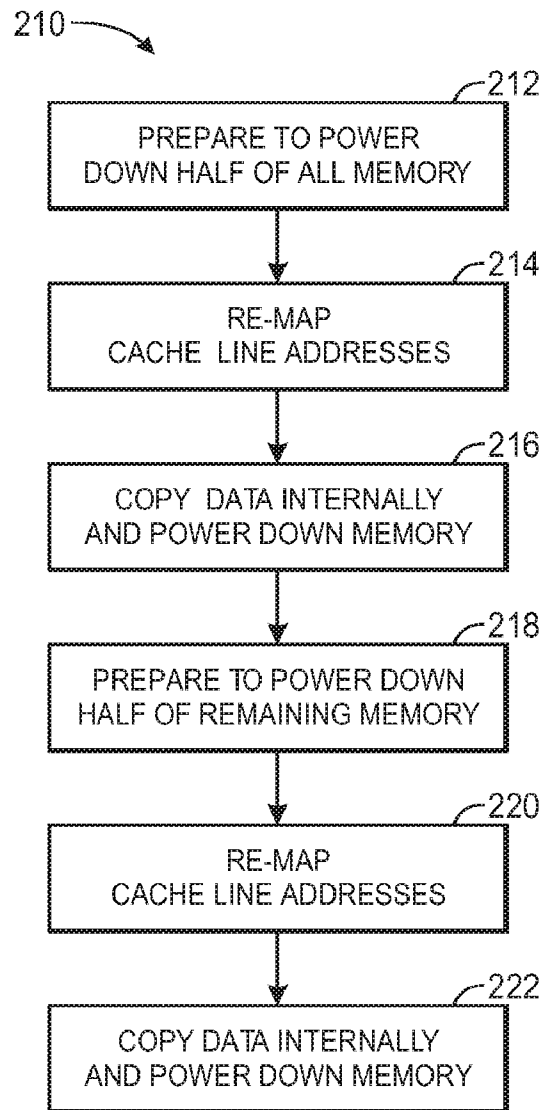 210
212
PREPARE TO POWER
DOWN HALF OF ALL MEMORY
214
RE-MAP
CACHE LINE ADDRESSES
216
COPY DATA INTERNALLY
AND POWER DOWN MEMORY
218
PREPARE TO POWER DOWN
HALF OF REMAINING MEMORY
220
RE-MAP
CACHE LINE ADDRESSES
222
COPY DATA INTERNALLY
AND POWER DOWN MEMORY